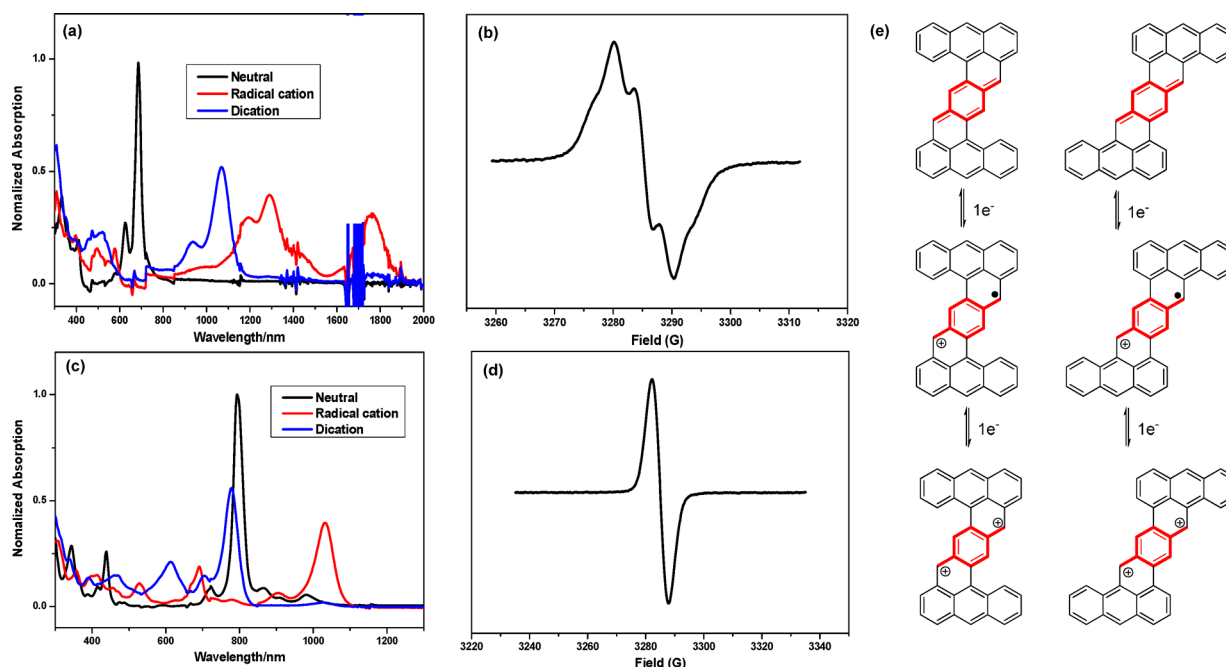 (a)
Normalized Absorption
1.0
0.5
0.0
Neutral
Radical cation
Dication
400 600 800 1000 1200 1400 1600 1800 2000
Wavelength/nm
(b)
3260 3270 3280 3290 3300 3310 3320
Field (G)
(c)
Normalized Absorption
1.0
0.5
0.0
Neutral
Radical cation
Dication
400 600 800 1000 1200
Wavelength/nm
(d)
3220 3240 3260 3280 3300 3320 3340 3360
Field (G)
(e)
1e⁻ 1e⁻
⊕ ⊕
1e⁻ 1e⁻
⊕ ⊕
⊕ ⊕